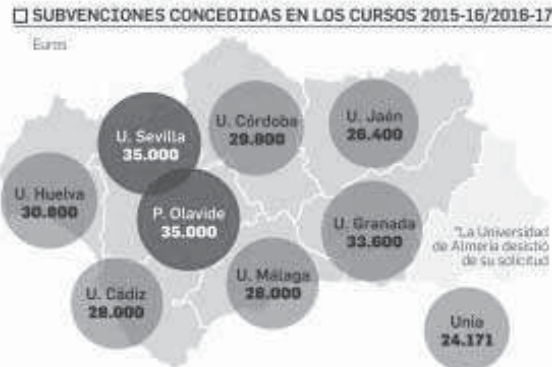 SUBVENCIONES CONCEDIDAS EN LOS CURSOS 2015-16/2016-17
Euros
U. Sevilla
35.000
U. Córdoba
29.800
U. Jaén
26.400
U. Huelva
30.800
P. Olavide
35.000
U. Granada
33.600
"La Universidad
de Almería desistió
de su solicitud
U. Cádiz
28.000
U. Málaga
28.000
Unia
24.171